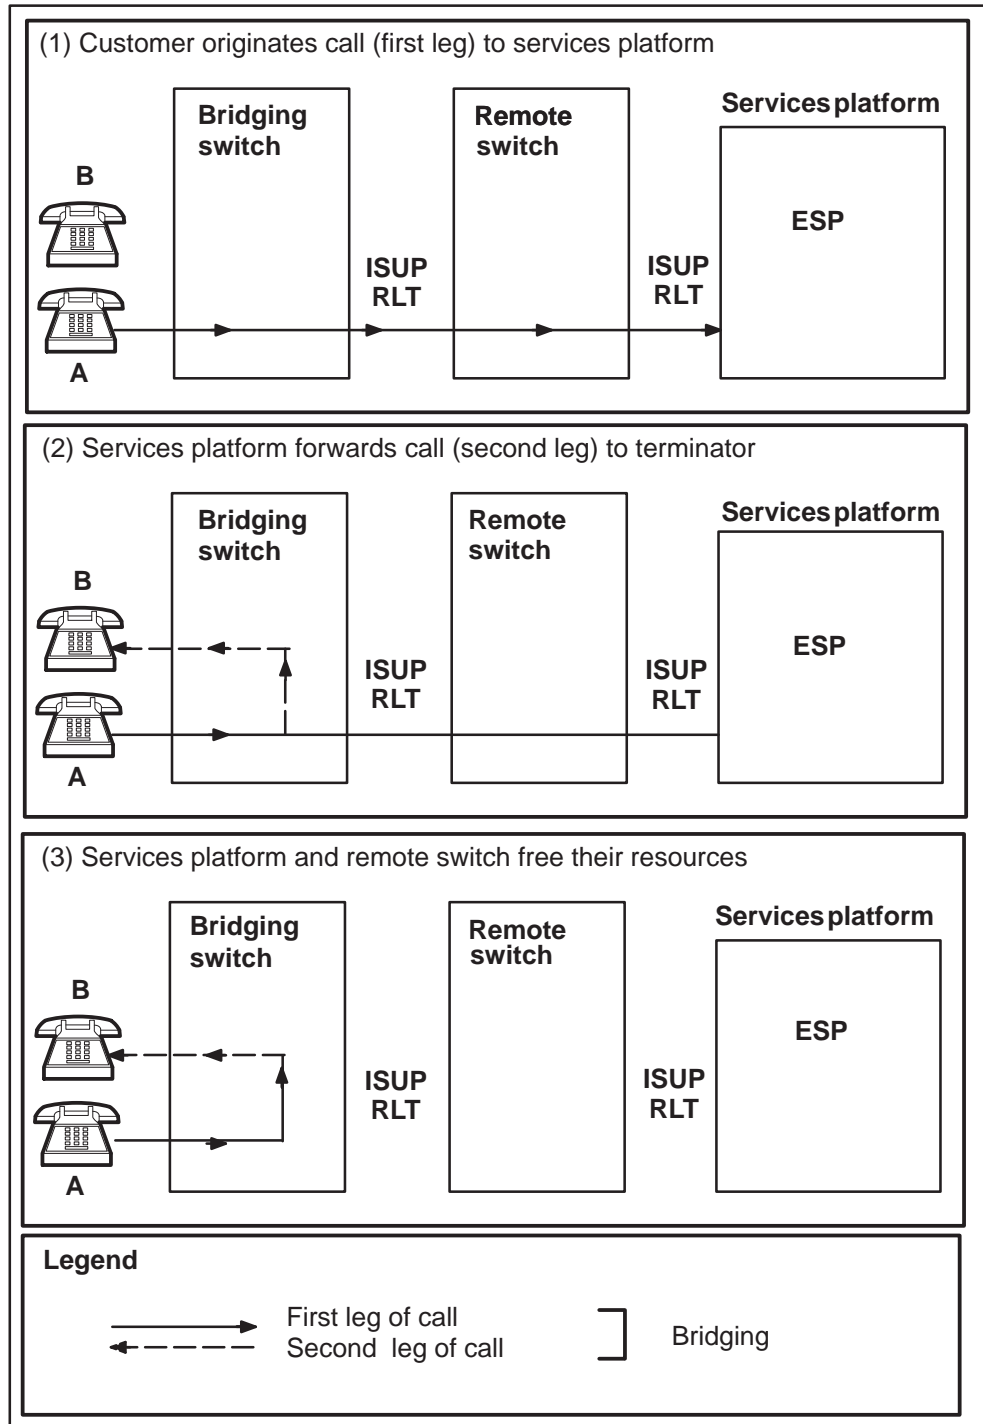 (1) Customer originates call (first leg) to services platform
Bridging
switch
Remote
switch
Services platform
B
ESP
ISUP
RLT
ISUP
RLT
A
(2) Services platform forwards call (second leg) to terminator
Bridging
switch
Remote
switch
Services platform
B
ESP
ISUP
RLT
ISUP
RLT
A
(3) Services platform and remote switch free their resources
Bridging
switch
Remote
switch
Services platform
B
ESP
ISUP
RLT
ISUP
RLT
A
Legend
First leg of call
Second leg of call
Bridging